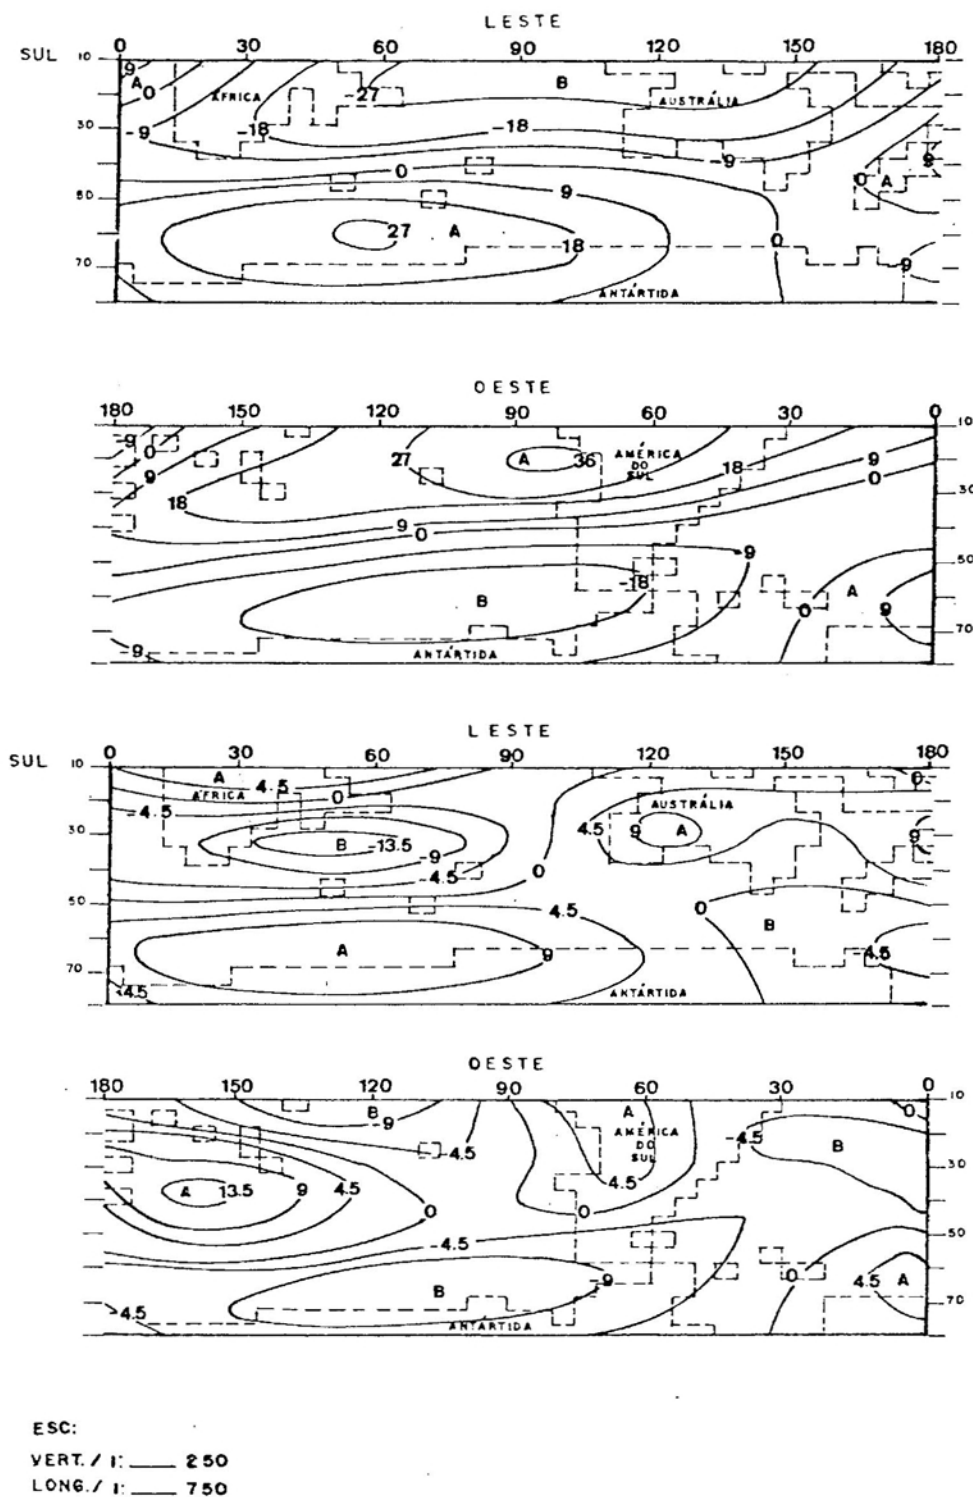 LESTE
SUL 0 30 60 90 120 150 180
10 9 A 0 ÁFRICA -27 B AUSTRÁLIA
30 -9 -18 -18 -9 9
50 0 9 0 A
27 A 18 0
70 9
ANTÁRTIDA
OESTE
180 150 120 90 60 30 0
-9 0 10
9 27 A 36 AMÉRICA DO SUL 18 9
18 0 30
9 0
-9 50
B -18 A 0 9
70
-9 ANTÁRTIDA
LESTE
SUL 0 30 60 90 120 150 180
10 A 4.5 0
ÁFRICA 0
-4.5 AUSTRÁLIA
30 B -13.5 4.5 9 A 9
-9
-4.5 0
50 4.5 0
B
A 9 -4.5
70
-4.5 ANTÁRTIDA
OESTE
180 150 120 90 60 30 0
B A 0 10
-9 AMÉRICA DO SUL -4.5 B
-4.5 30
A 13.5 9 4.5 4.5
0 0
-4.5 50
0 4.5 A
B -9 70
-4.5
ANTÁRTIDA
ESC:
VERT. / 1: ___ 250
LONG. / 1: ___ 750